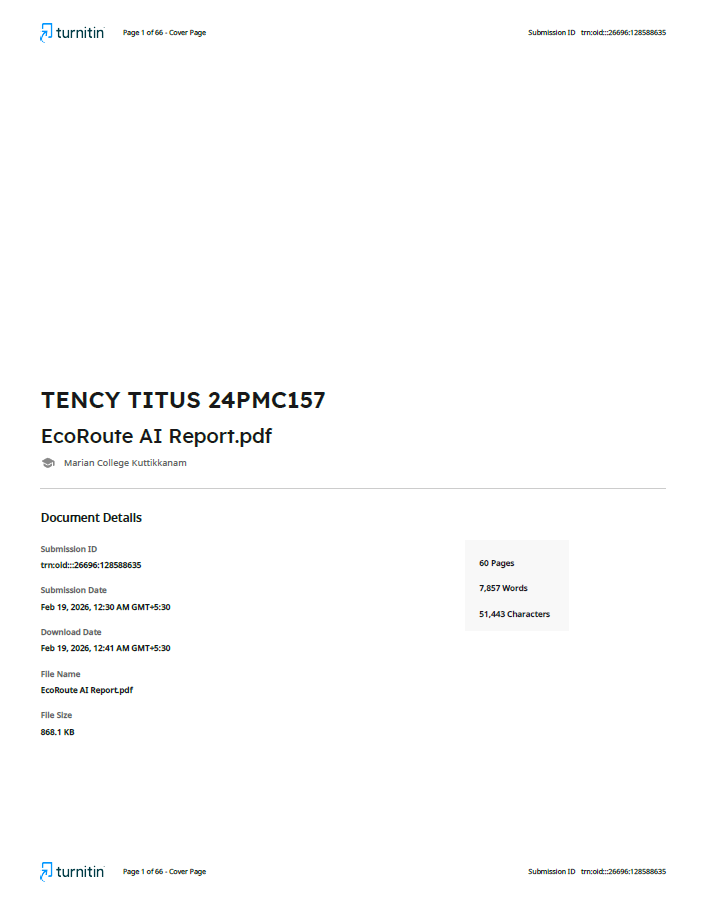 turnitin Page 1 of 66 - Cover Page Submission ID trn:oid:::26696:128588635
TENCY TITUS 24PMC157
EcoRoute AI Report.pdf
Marian College Kuttikkanam
Document Details
Submission ID
trn:oid:::26696:128588635
Submission Date
Feb 19, 2026, 12:30 AM GMT+5:30
Download Date
Feb 19, 2026, 12:41 AM GMT+5:30
File Name
EcoRoute AI Report.pdf
File Size
868.1 KB
60 Pages
7,857 Words
51,443 Characters
turnitin Page 1 of 66 - Cover Page Submission ID trn:oid:::26696:128588635